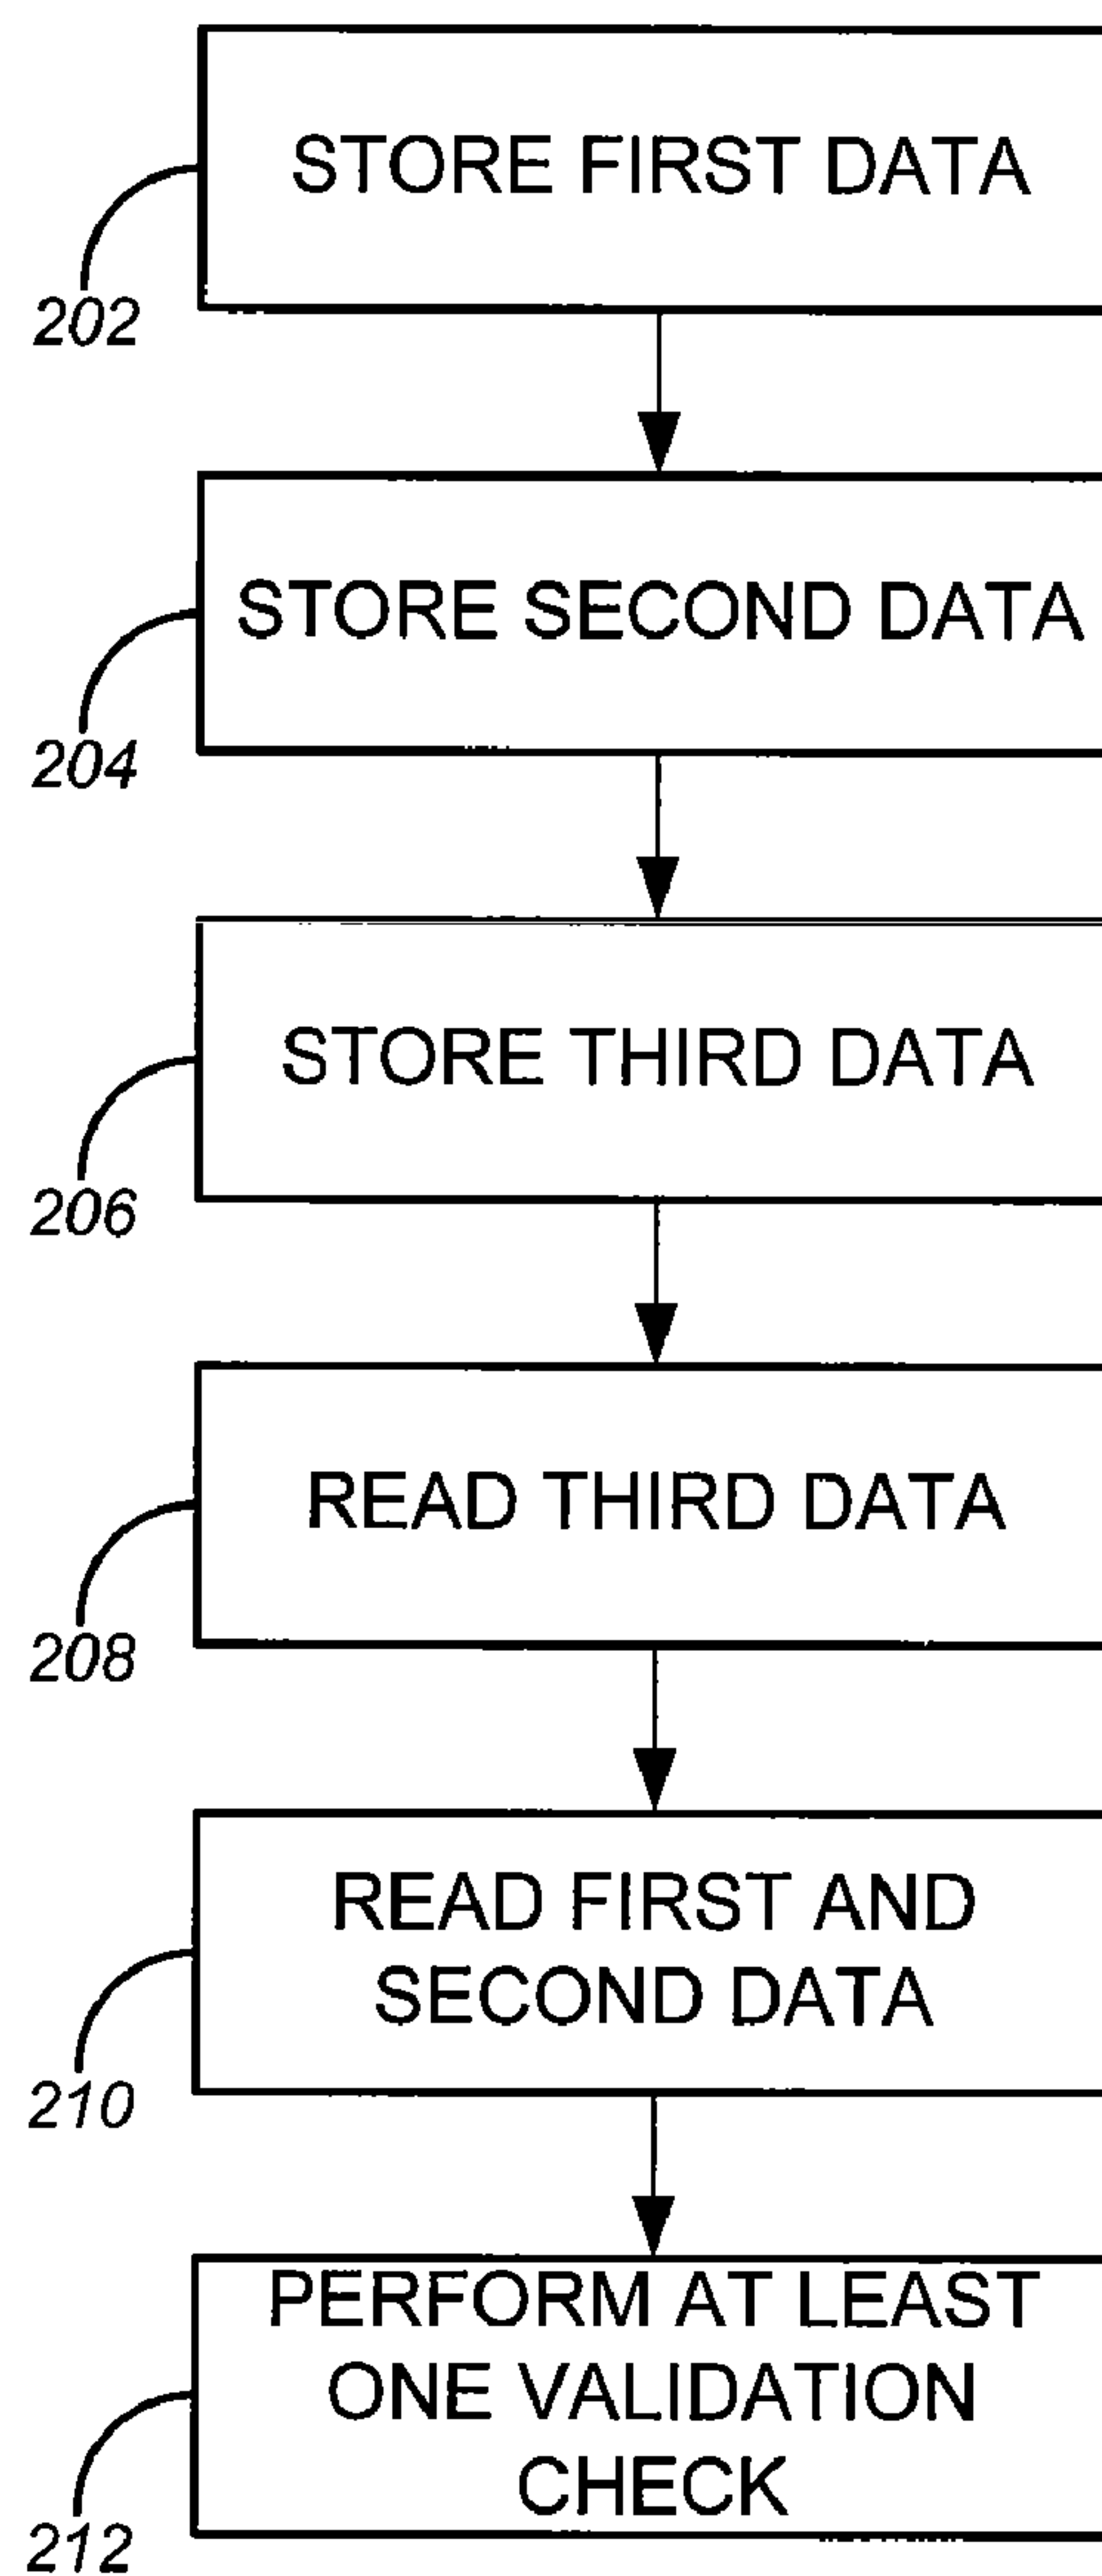 STORE FIRST DATA
202
STORE SECOND DATA
204
STORE THIRD DATA
206
READ THIRD DATA
208
READ FIRST AND
SECOND DATA
210
PERFORM AT LEAST
ONE VALIDATION
CHECK
212